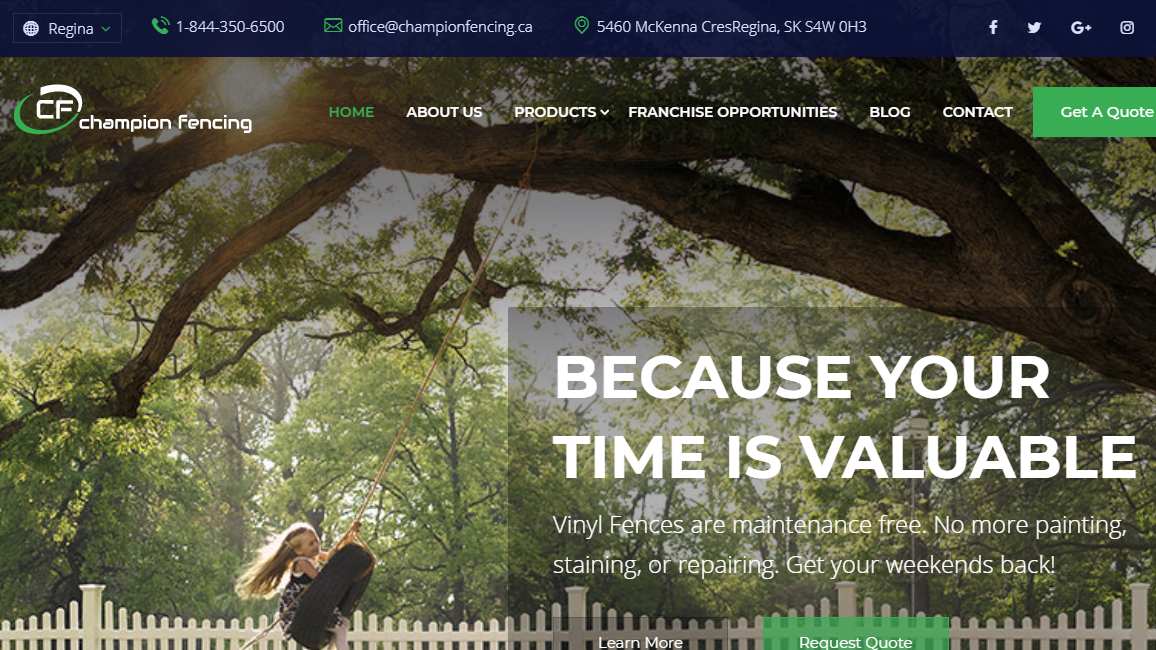 Regina
1-844-350-6500
office@championfencing.ca
5460 McKenna CresRegina, SK S4W 0H3
CF champion fencing
HOME
ABOUT US
PRODUCTS
FRANCHISE OPPORTUNITIES
BLOG
CONTACT
Get A Quote
BECAUSE YOUR
TIME IS VALUABLE
Vinyl Fences are maintenance free. No more painting,
staining, or repairing. Get your weekends back!
Learn More
Request Quote